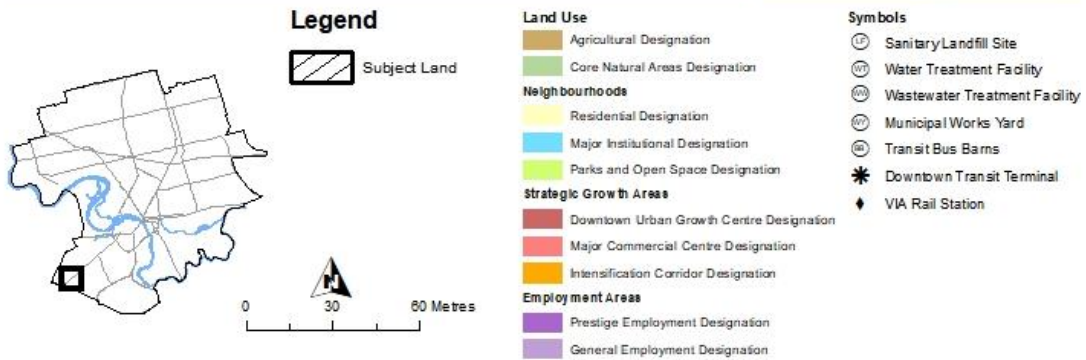 Legend
Subject Land
N
0 30 60 Metres
Land Use
Agricultural Designation
Core Natural Areas Designation
Neighbourhoods
Residential Designation
Major Institutional Designation
Parks and Open Space Designation
Strategic Growth Areas
Downtown Urban Growth Centre Designation
Major Commercial Centre Designation
Intensification Corridor Designation
Employment Areas
Prestige Employment Designation
General Employment Designation
Symbols
LF Sanitary Landfill Site
WT Water Treatment Facility
WW Wastewater Treatment Facility
WY Municipal Works Yard
BB Transit Bus Barns
Downtown Transit Terminal
VIA Rail Station